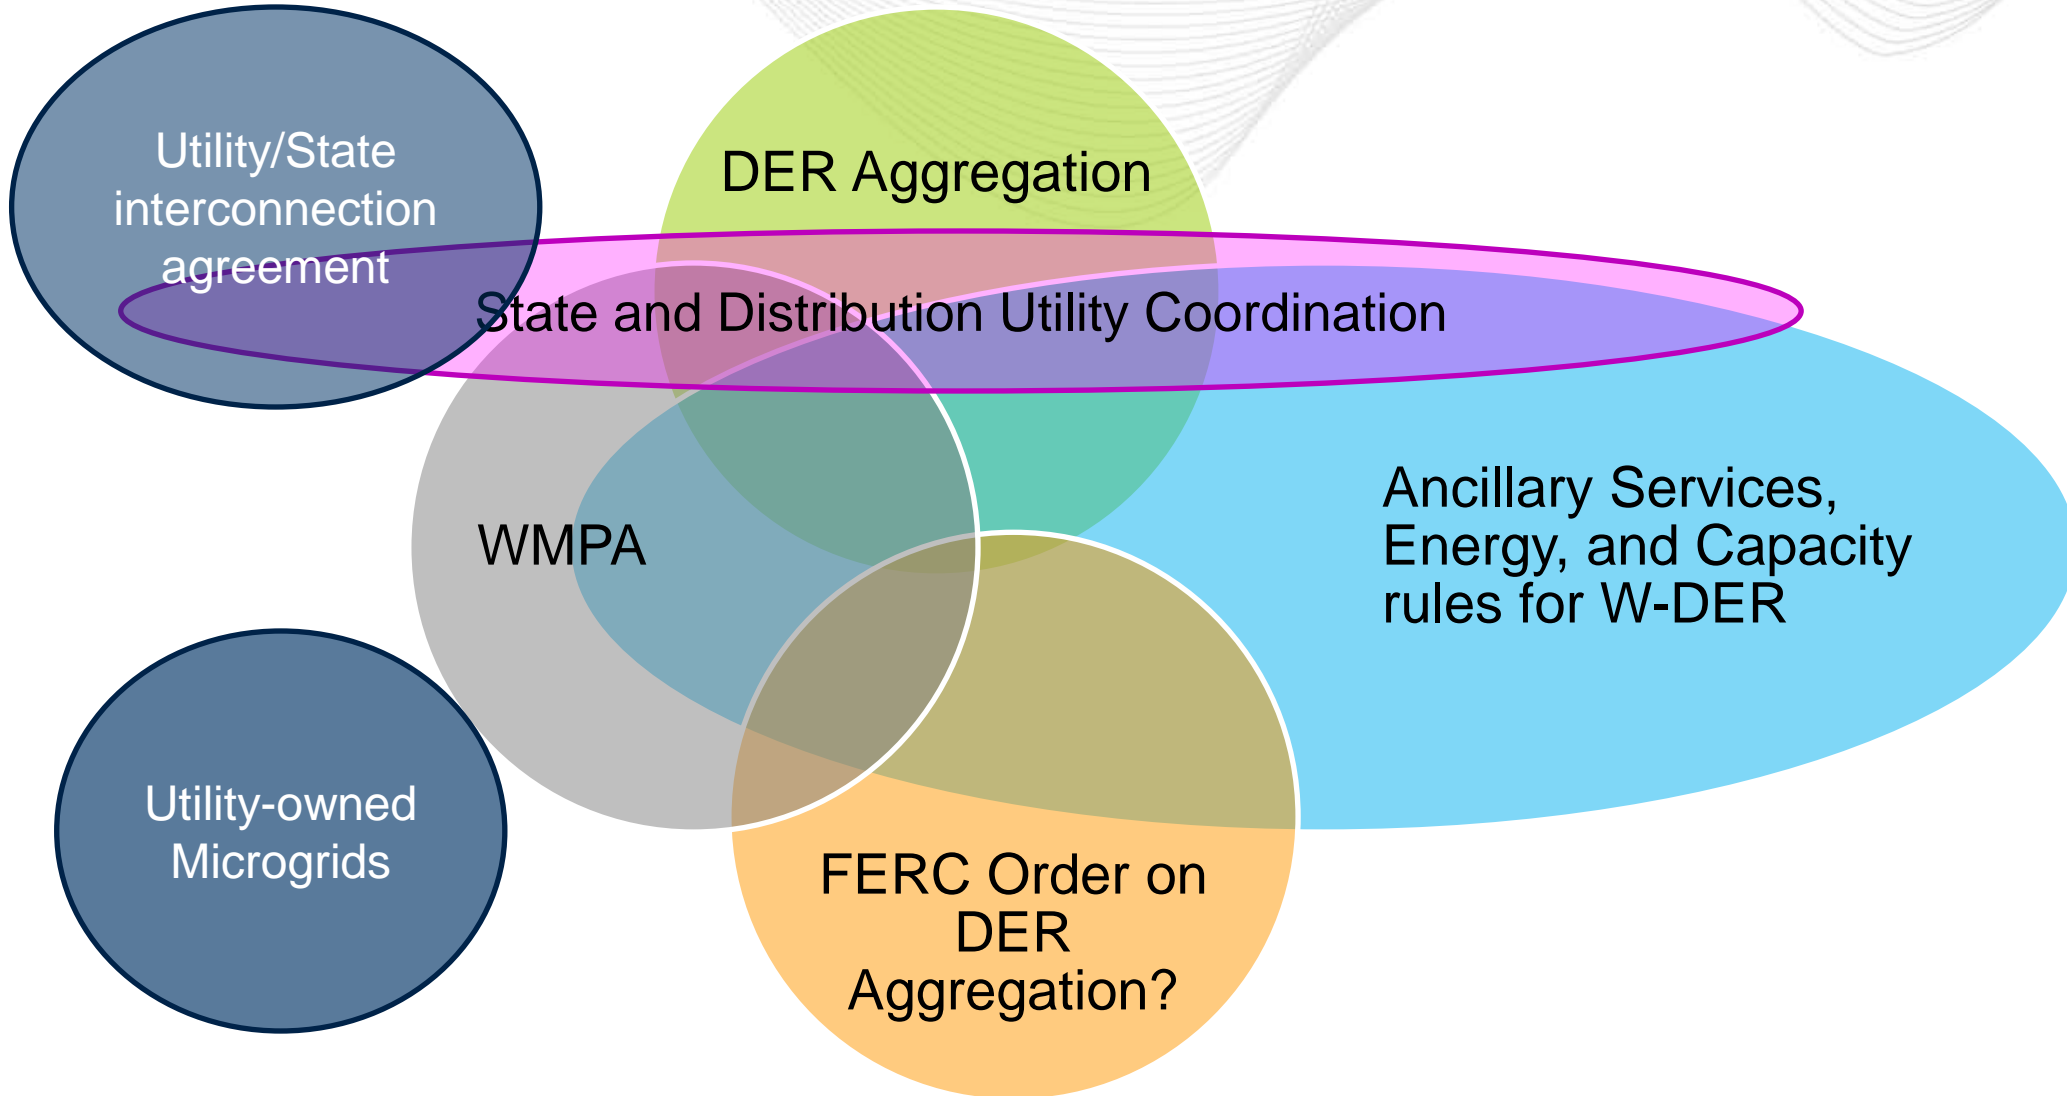 Utility/State
interconnection
agreement
DER Aggregation
State and Distribution Utility Coordination
WMPA
Ancillary Services,
Energy, and Capacity
rules for W-DER
Utility-owned
Microgrids
FERC Order on
DER
Aggregation?